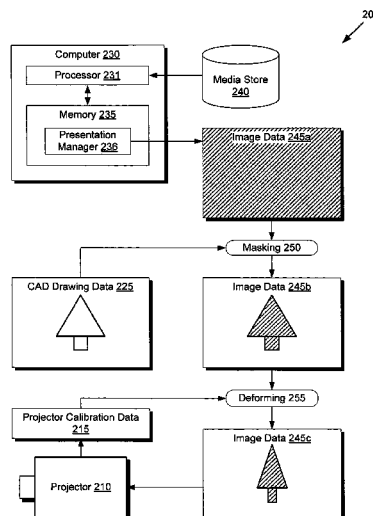 20
Computer 230
Processor 231
Memory 235
Presentation
Manager 236
Media Store
240
Image Data 245a
Masking 250
CAD Drawing Data 225
Image Data 245b
Deforming 255
Projector Calibration Data
215
Image Data 245c
Projector 210